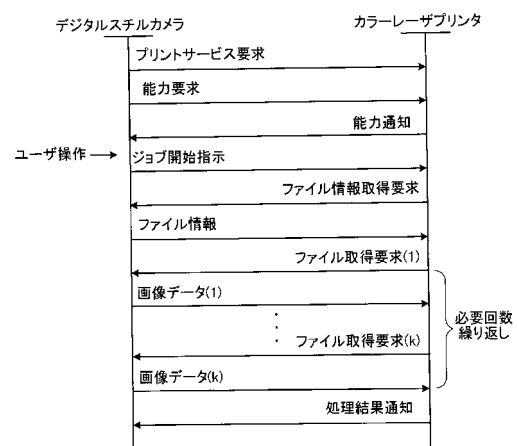 デジタルスチルカメラ
カラーレーザプリンタ
プリントサービス要求
能力要求
能力通知
ユーザ操作
ジョブ開始指示
ファイル情報取得要求
ファイル情報
ファイル取得要求(1)
画像データ(1)
必要回数
繰り返し
ファイル取得要求(k)
画像データ(k)
処理結果通知